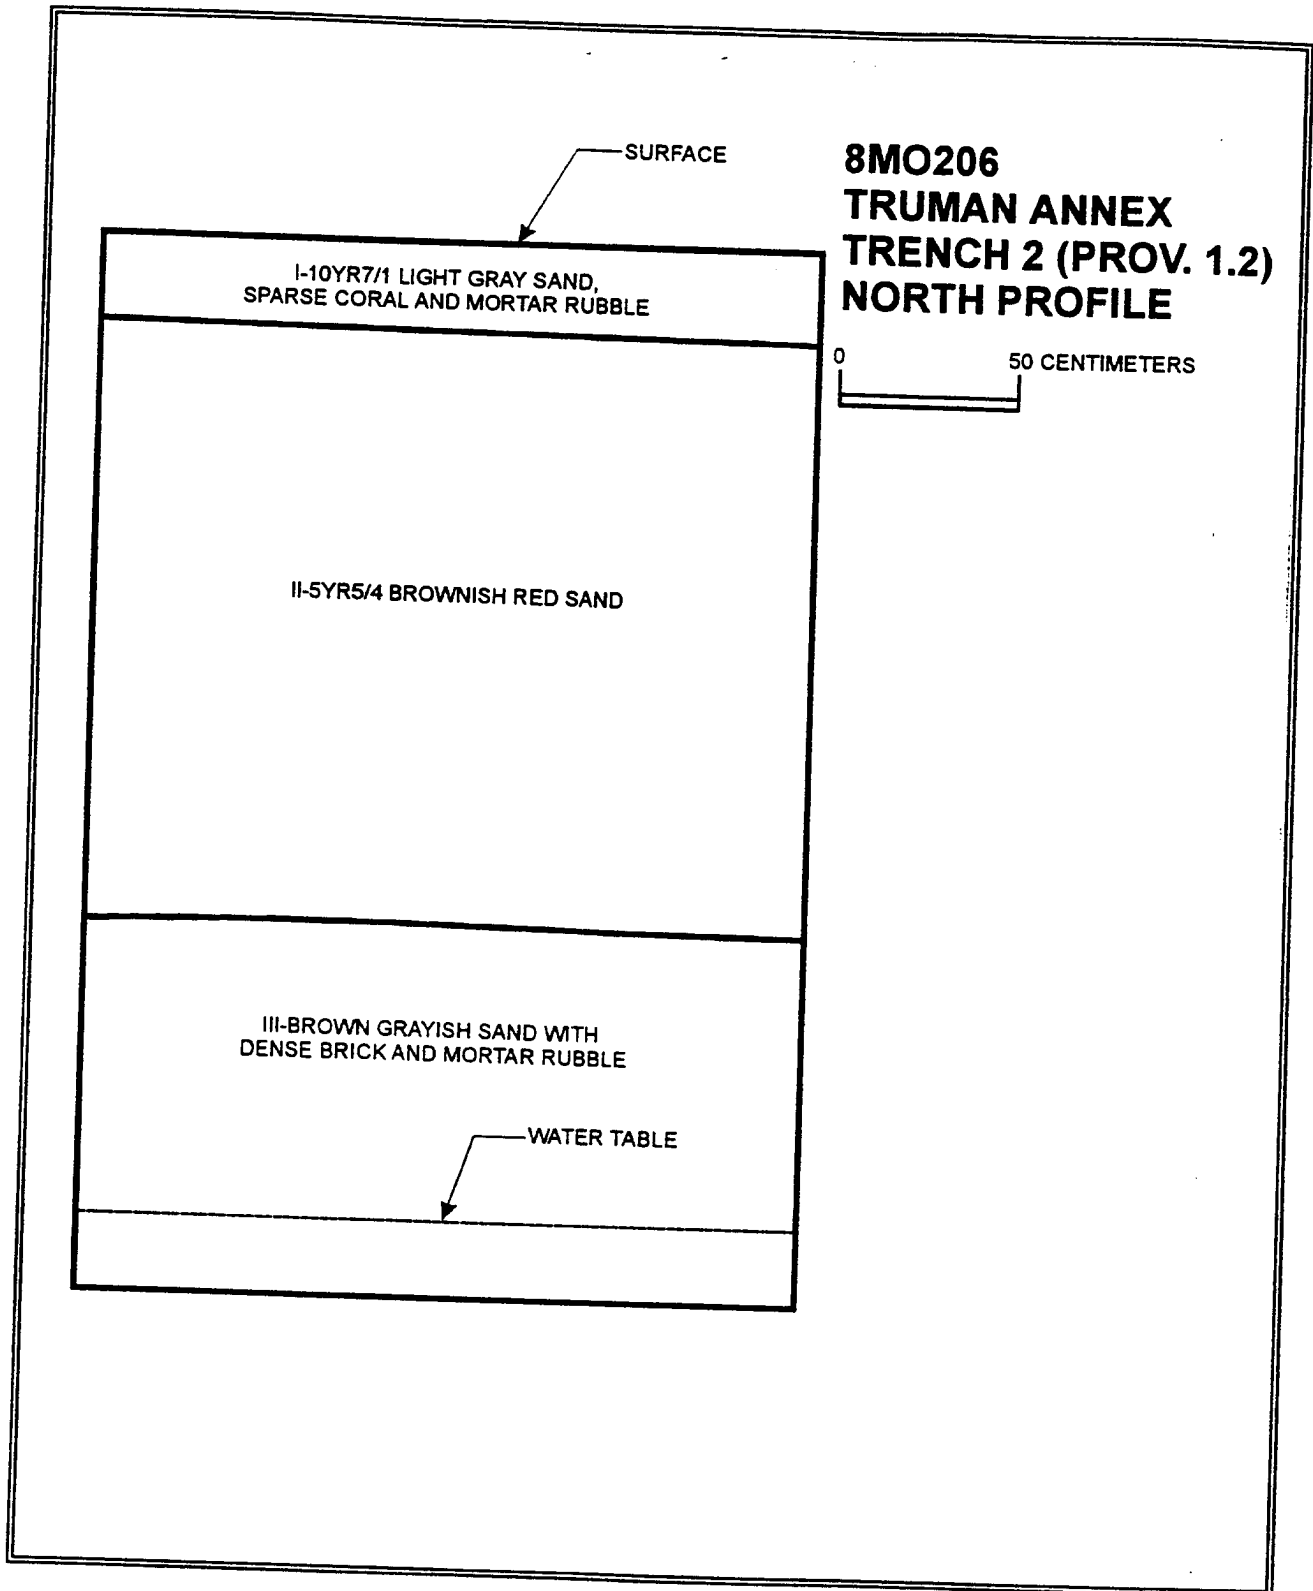 SURFACE
8MO206
TRUMAN ANNEX
TRENCH 2 (PROV. 1.2)
NORTH PROFILE
0 50 CENTIMETERS
I-10YR7/1 LIGHT GRAY SAND,
SPARSE CORAL AND MORTAR RUBBLE
II-5YR5/4 BROWNISH RED SAND
III-BROWN GRAYISH SAND WITH
DENSE BRICK AND MORTAR RUBBLE
WATER TABLE